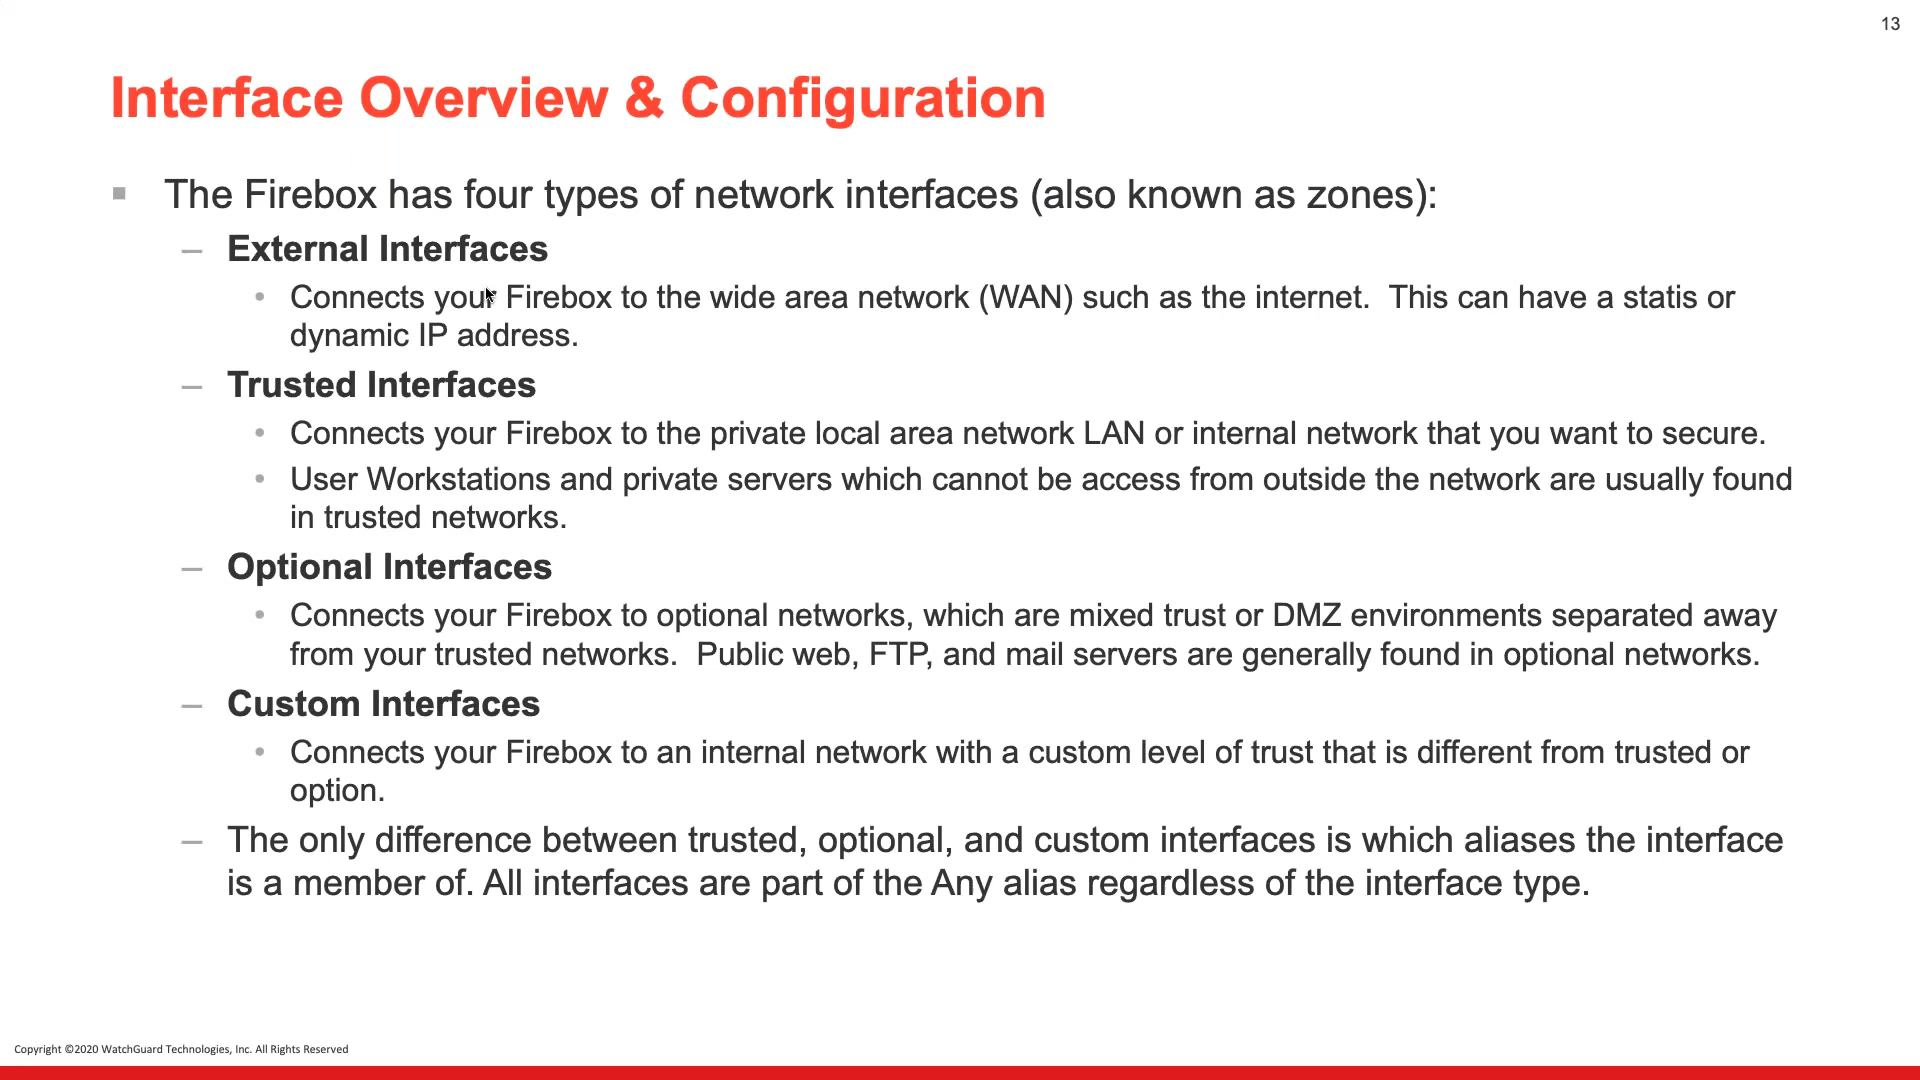 13
Interface Overview & Configuration
The Firebox has four types of network interfaces (also known as zones):
– External Interfaces
• Connects your Firebox to the wide area network (WAN) such as the internet.  This can have a statis or
dynamic IP address.
– Trusted Interfaces
• Connects your Firebox to the private local area network LAN or internal network that you want to secure.
• User Workstations and private servers which cannot be access from outside the network are usually found
in trusted networks.
– Optional Interfaces
• Connects your Firebox to optional networks, which are mixed trust or DMZ environments separated away
from your trusted networks.  Public web, FTP, and mail servers are generally found in optional networks.
– Custom Interfaces
• Connects your Firebox to an internal network with a custom level of trust that is different from trusted or
option.
– The only difference between trusted, optional, and custom interfaces is which aliases the interface
is a member of. All interfaces are part of the Any alias regardless of the interface type.
Copyright ©2020 WatchGuard Technologies, Inc. All Rights Reserved